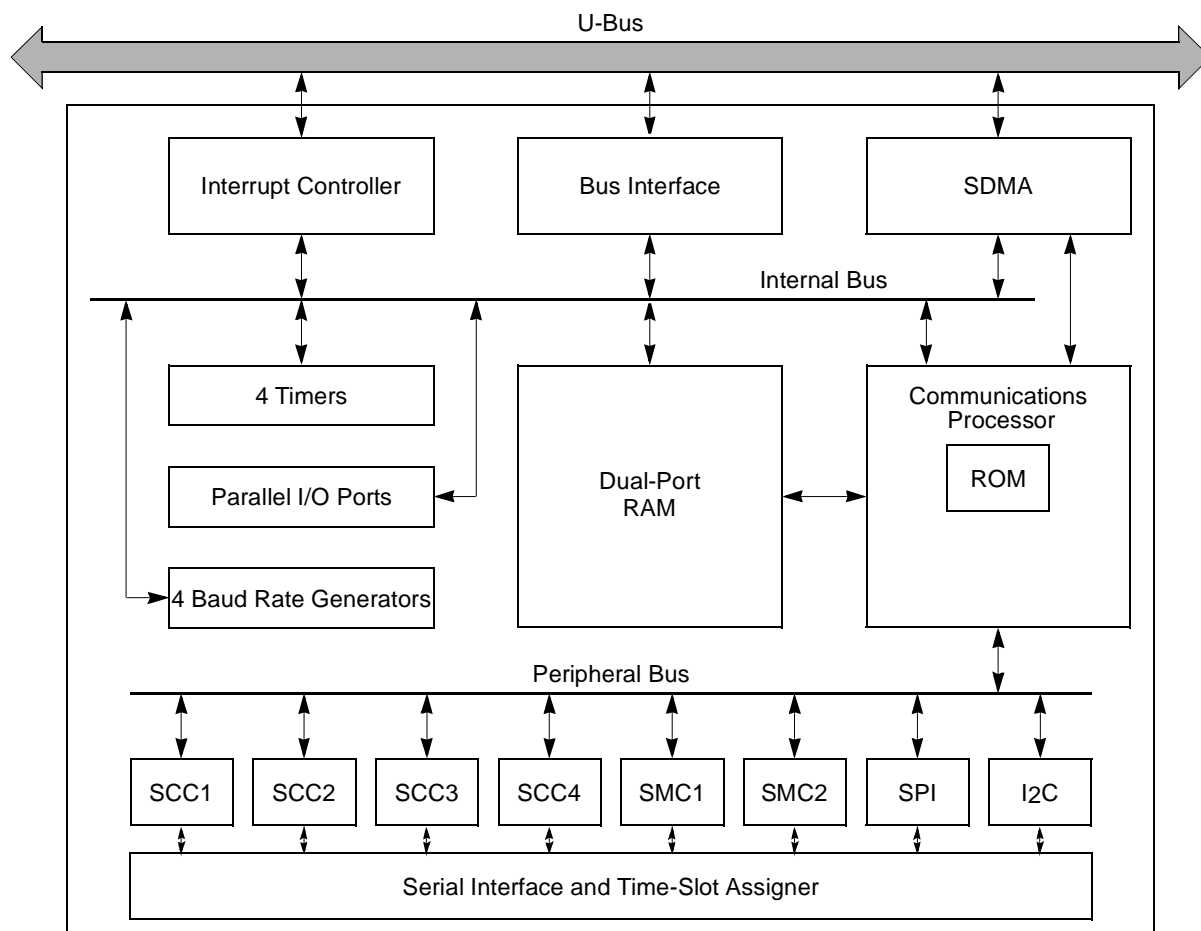 U-Bus
Interrupt Controller
Bus Interface
SDMA
Internal Bus
4 Timers
Parallel I/O Ports
4 Baud Rate Generators
Dual-Port
RAM
Communications
Processor
ROM
Peripheral Bus
SCC1
SCC2
SCC3
SCC4
SMC1
SMC2
SPI
I2C
Serial Interface and Time-Slot Assigner